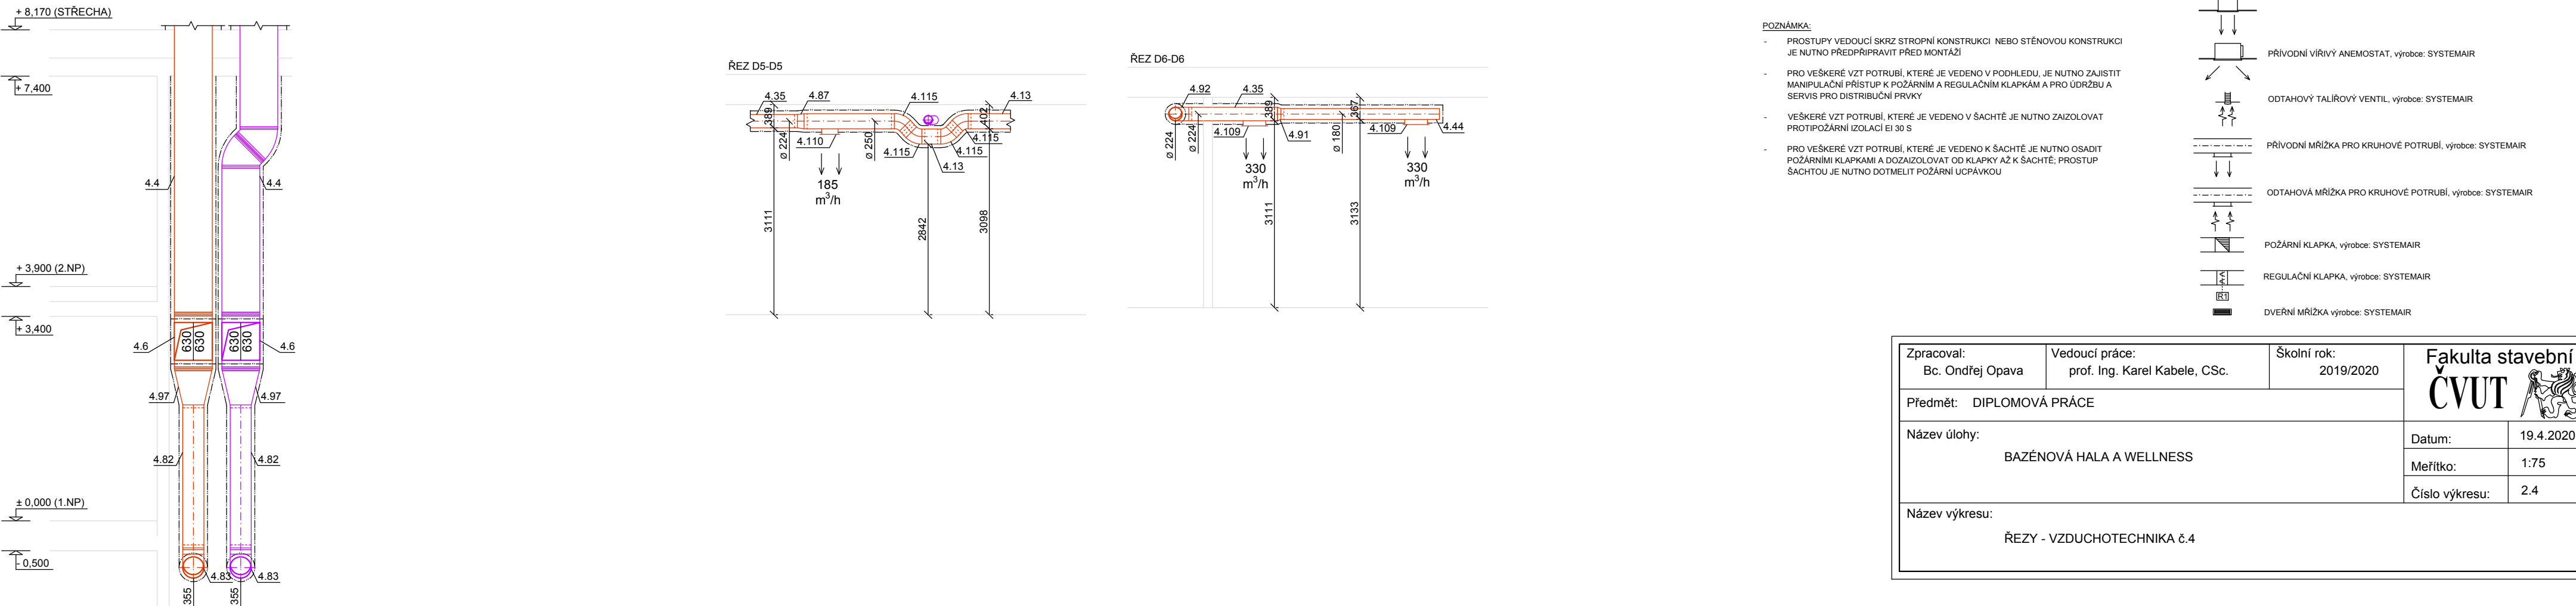 + 8,170 (STŘECHA)
+ 7,400
4.4
4.4
+ 3,900 (2.NP)
+ 3,400
4.6
630
630
630
630
4.6
4.97
4.97
4.82
4.82
± 0,000 (1.NP)
- 0,500
4.83
4.83
355
355
ŘEZ D5-D5
4.35
4.87
4.115
4.13
389
402
ø 224
4.110
ø 250
4.115
4.115
4.115
4.13
185
m³/h
3111
2842
3098
ŘEZ D6-D6
4.92
4.35
389
367
ø 224
ø 224
4.109
4.91
ø 180
4.109
4.44
330
m³/h
330
m³/h
3111
3133
POZNÁMKA:
- PROSTUPY VEDOUCÍ SKRZ STROPNÍ KONSTRUKCI NEBO STĚNOVOU KONSTRUKCI
JE NUTNO PŘEDPŘIPRAVIT PŘED MONTÁŽÍ
- PRO VEŠKERÉ VZT POTRUBÍ, KTERÉ JE VEDENO V PODHLEDU, JE NUTNO ZAJISTIT
MANIPULAČNÍ PŘÍSTUP K POŽÁRNÍM A REGULAČNÍM KLAPKÁM A PRO ÚDRŽBU A
SERVIS PRO DISTRIBUČNÍ PRVKY
- VEŠKERÉ VZT POTRUBÍ, KTERÉ JE VEDENO V ŠACHTĚ JE NUTNO ZAIZOLOVAT
PROTIPOŽÁRNÍ IZOLACÍ EI 30 S
- PRO VEŠKERÉ VZT POTRUBÍ, KTERÉ JE VEDENO K ŠACHTĚ JE NUTNO OSADIT
POŽÁRNÍMI KLAPKAMI A DOZAIZOLOVAT OD KLAPKY AŽ K ŠACHTĚ; PROSTUP
ŠACHTOU JE NUTNO DOTMELIT POŽÁRNÍ UCPÁVKOU
PŘÍVODNÍ VÍŘIVÝ ANEMOSTAT, výrobce: SYSTEMAIR
ODTAHOVÝ TALÍŘOVÝ VENTIL, výrobce: SYSTEMAIR
PŘÍVODNÍ MŘÍŽKA PRO KRUHOVÉ POTRUBÍ, výrobce: SYSTEMAIR
ODTAHOVÁ MŘÍŽKA PRO KRUHOVÉ POTRUBÍ, výrobce: SYSTEMAIR
POŽÁRNÍ KLAPKA, výrobce: SYSTEMAIR
REGULAČNÍ KLAPKA, výrobce: SYSTEMAIR
R1
DVEŘNÍ MŘÍŽKA výrobce: SYSTEMAIR
Zpracoval:
Bc. Ondřej Opava
Vedoucí práce:
prof. Ing. Karel Kabele, CSc.
Školní rok:
2019/2020
Fakulta stavební
ČVUT
Předmět: DIPLOMOVÁ PRÁCE
Název úlohy:
BAZÉNOVÁ HALA A WELLNESS
Datum: 19.4.2020
Meřítko: 1:75
Číslo výkresu: 2.4
Název výkresu:
ŘEZY - VZDUCHOTECHNIKA č.4